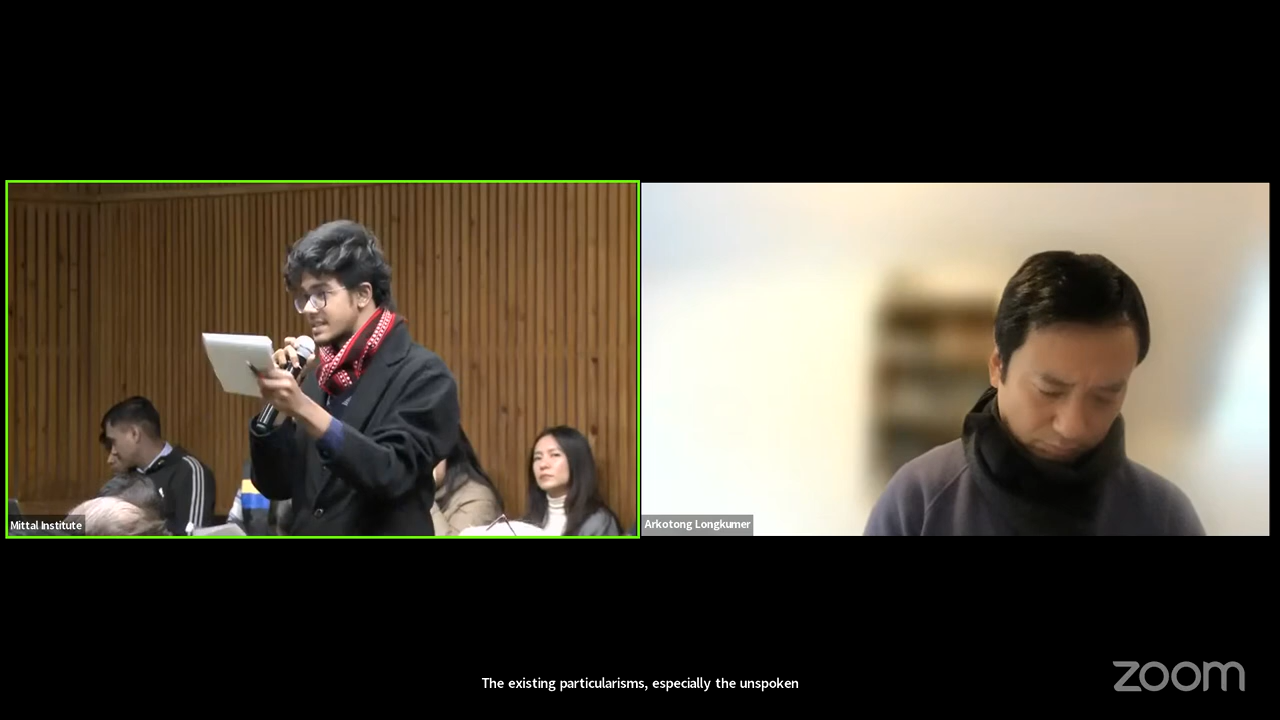 Mittal Institute
Arkotong Longkumer
The existing particularisms, especially the unspoken
zoom